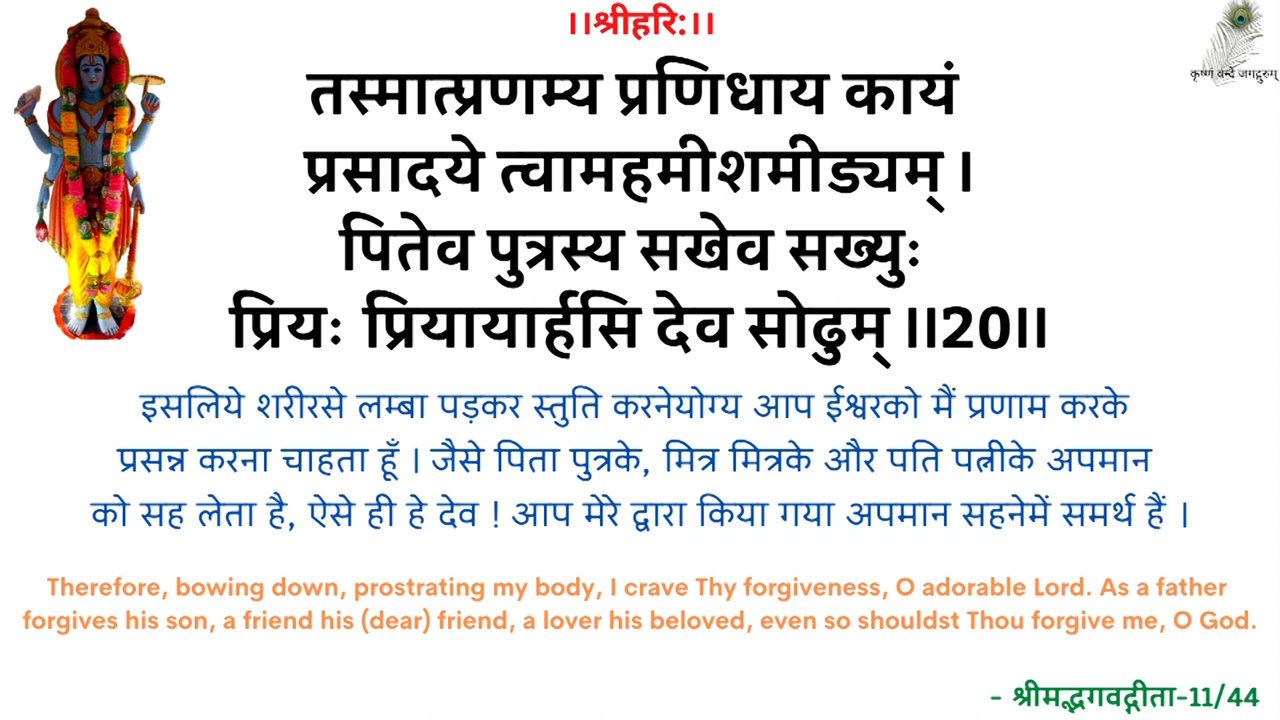 ।।श्रीहरि:।।
कृष्णं वन्दे जगद्गुरुम्
तस्मात्प्रणम्य प्रणिधाय कायं
प्रसादये त्वामहमीशमीड्यम् ।
पितेव पुत्रस्य सखेव सख्युः
प्रियः प्रियायार्हसि देव सोढुम् ।।20।।
इसलिये शरीरसे लम्बा पड़कर स्तुति करनेयोग्य आप ईश्वरको मैं प्रणाम करके
प्रसन्न करना चाहता हूँ । जैसे पिता पुत्रके, मित्र मित्रके और पति पत्नीके अपमान
को सह लेता है, ऐसे ही हे देव ! आप मेरे द्वारा किया गया अपमान सहनेमें समर्थ हैं ।
Therefore, bowing down, prostrating my body, I crave Thy forgiveness, O adorable Lord. As a father
forgives his son, a friend his (dear) friend, a lover his beloved, even so shouldst Thou forgive me, O God.
- श्रीमद्भगवद्गीता-11/44